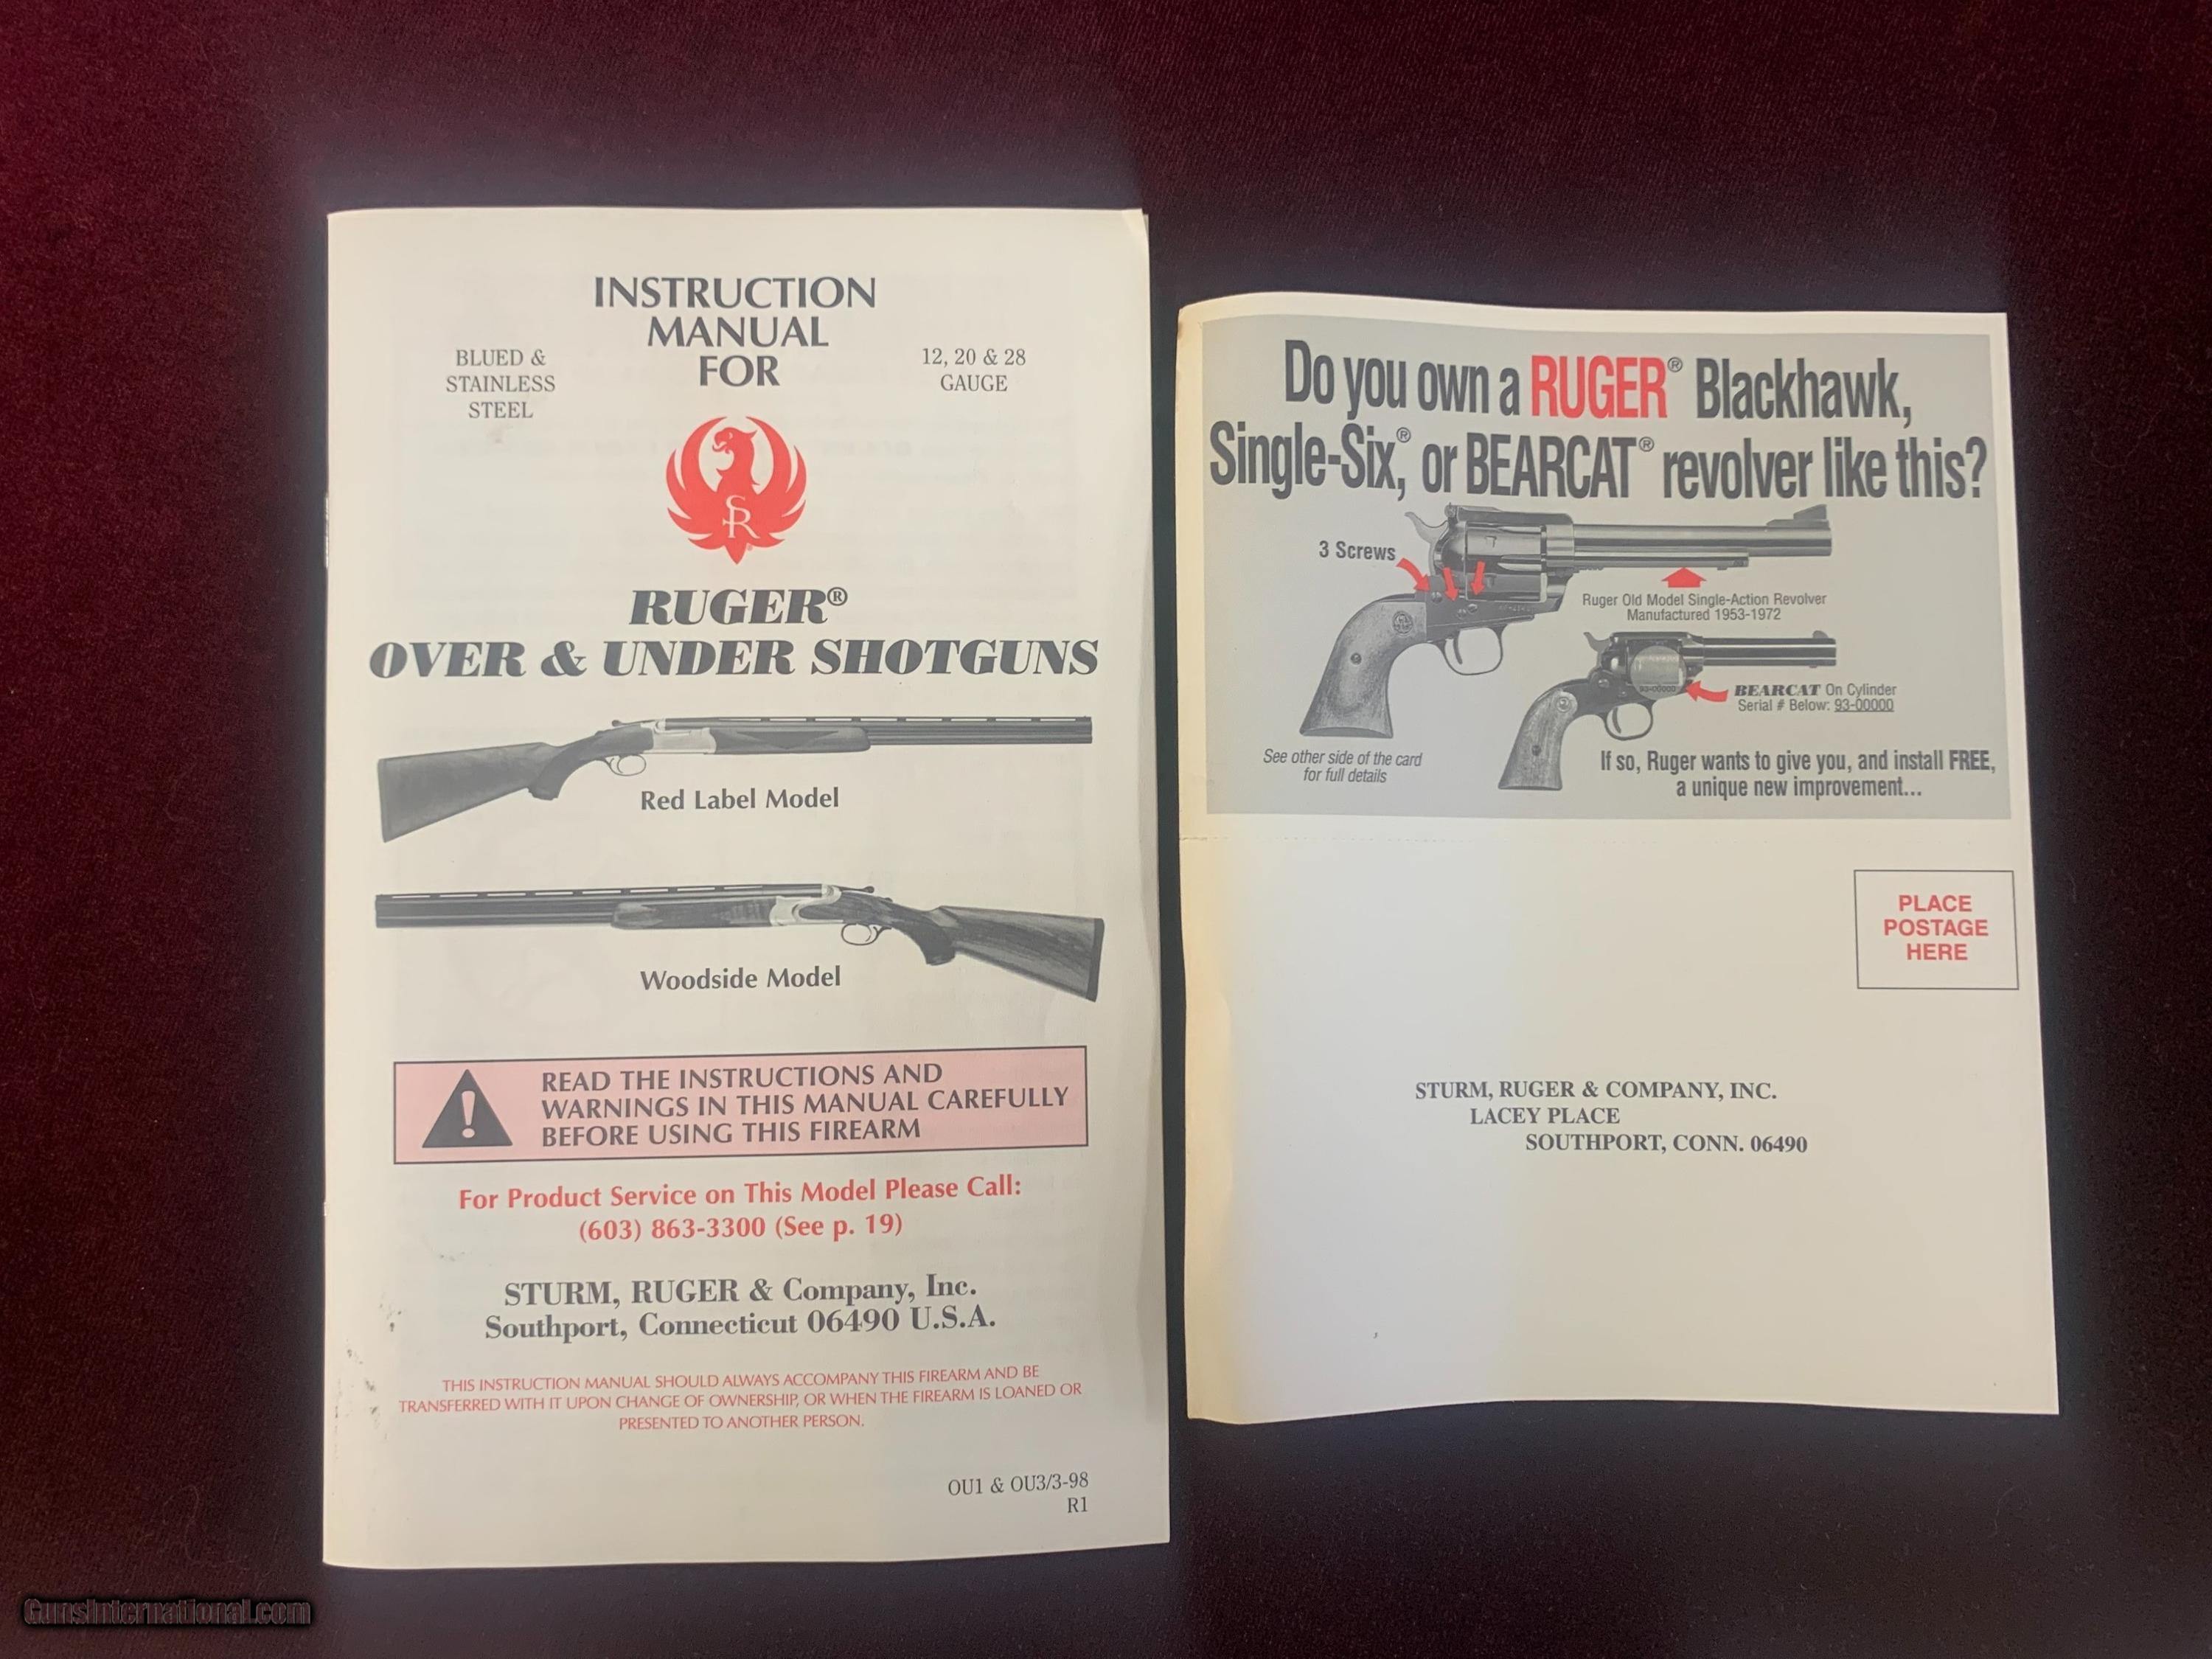 INSTRUCTION
MANUAL
FOR
BLUED &
STAINLESS
STEEL
12, 20 & 28
GAUGE
SR
RUGER®
OVER & UNDER SHOTGUNS
Red Label Model
Woodside Model
READ THE INSTRUCTIONS AND
WARNINGS IN THIS MANUAL CAREFULLY
BEFORE USING THIS FIREARM
For Product Service on This Model Please Call:
(603) 863-3300 (See p. 19)
STURM, RUGER & Company, Inc.
Southport, Connecticut 06490 U.S.A.
THIS INSTRUCTION MANUAL SHOULD ALWAYS ACCOMPANY THIS FIREARM AND BE
TRANSFERRED WITH IT UPON CHANGE OF OWNERSHIP, OR WHEN THE FIREARM IS LOANED OR
PRESENTED TO ANOTHER PERSON.
OU1 & OU3/3-98
R1
Do you own a RUGER® Blackhawk,
Single-Six®, or BEARCAT® revolver like this?
3 Screws
Ruger Old Model Single-Action Revolver
Manufactured 1953-1972
93-00000
BEARCAT On Cylinder
Serial # Below: 93-00000
See other side of the card
for full details
If so, Ruger wants to give you, and install FREE,
a unique new improvement...
PLACE
POSTAGE
HERE
STURM, RUGER & COMPANY, INC.
LACEY PLACE
SOUTHPORT, CONN. 06490
GunsInternational.com